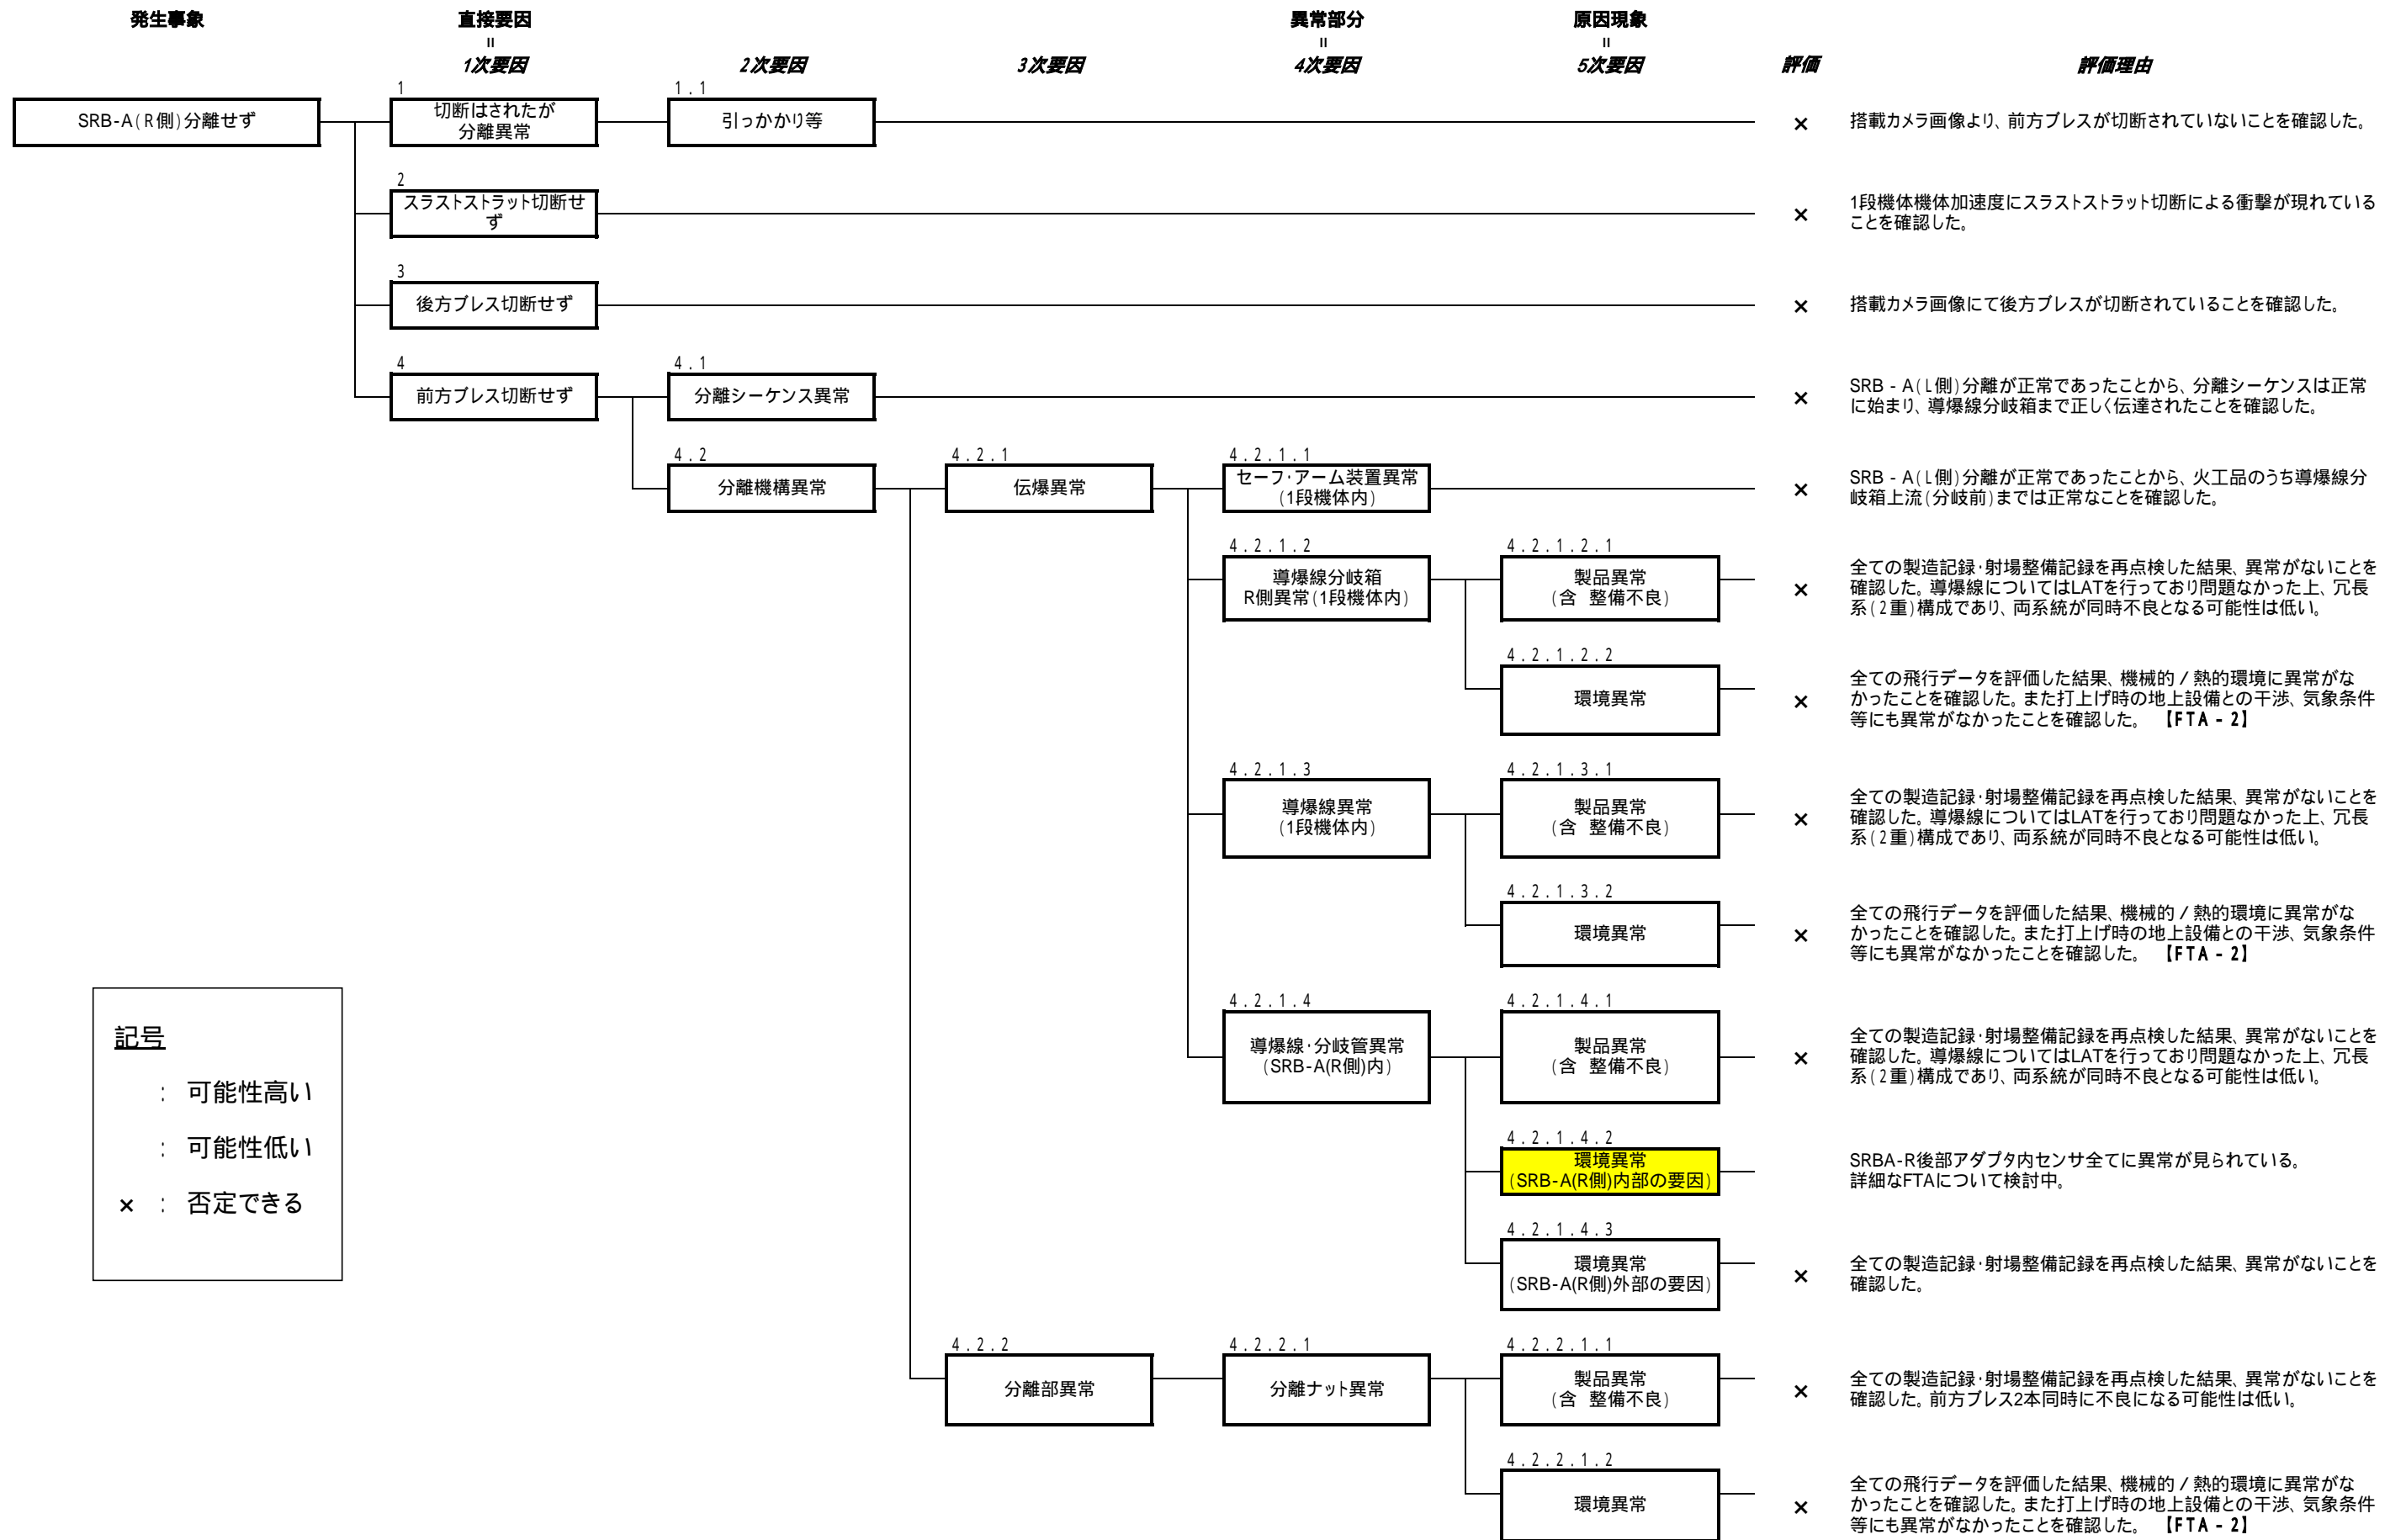 発生事象
直接要因
異常部分
原因現象
=
=
=
1次要因
2次要因
3次要因
4次要因
5次要因
評価
評価理由
SRB-A(R側)分離せず
1
切断はされたが
分離異常
1.1
引っかかり等
×
搭載カメラ画像より、前方ブレスが切断されていないことを確認した。
2
スラストストラット切断せ
ず
×
1段機体機体加速度にスラストストラット切断による衝撃が現れている
ことを確認した。
3
後方ブレス切断せず
×
搭載カメラ画像にて後方ブレスが切断されていることを確認した。
4
前方ブレス切断せず
4.1
分離シーケンス異常
×
SRB-A(L側)分離が正常であったことから、分離シーケンスは正常
に始まり、導爆線分岐箱まで正しく伝達されたことを確認した。
4.2
分離機構異常
4.2.1
伝爆異常
4.2.1.1
セーフ・アーム装置異常
(1段機体内)
×
SRB-A(L側)分離が正常であったことから、火工品のうち導爆線分
岐箱上流(分岐前)までは正常なことを確認した。
4.2.1.2
導爆線分岐箱
R側異常(1段機体内)
4.2.1.2.1
製品異常
(含 整備不良)
×
全ての製造記録・射場整備記録を再点検した結果、異常がないことを
確認した。導爆線についてはLATを行っており問題なかった上、冗長
系(2重)構成であり、両系統が同時不良となる可能性は低い。
4.2.1.2.2
環境異常
×
全ての飛行データを評価した結果、機械的/熱的環境に異常がな
かったことを確認した。また打上げ時の地上設備との干渉、気象条件
等にも異常がなかったことを確認した。 【FTA-2】
4.2.1.3
導爆線異常
(1段機体内)
4.2.1.3.1
製品異常
(含 整備不良)
×
全ての製造記録・射場整備記録を再点検した結果、異常がないことを
確認した。導爆線についてはLATを行っており問題なかった上、冗長
系(2重)構成であり、両系統が同時不良となる可能性は低い。
4.2.1.3.2
環境異常
×
全ての飛行データを評価した結果、機械的/熱的環境に異常がな
かったことを確認した。また打上げ時の地上設備との干渉、気象条件
等にも異常がなかったことを確認した。 【FTA-2】
4.2.1.4
導爆線・分岐管異常
(SRB-A(R側)内)
4.2.1.4.1
製品異常
(含 整備不良)
×
全ての製造記録・射場整備記録を再点検した結果、異常がないことを
確認した。導爆線についてはLATを行っており問題なかった上、冗長
系(2重)構成であり、両系統が同時不良となる可能性は低い。
4.2.1.4.2
環境異常
(SRB-A(R側)内部の要因)
SRBA-R後部アダプタ内センサ全てに異常が見られている。
詳細なFTAについて検討中。
4.2.1.4.3
環境異常
(SRB-A(R側)外部の要因)
×
全ての製造記録・射場整備記録を再点検した結果、異常がないことを
確認した。
4.2.2
分離部異常
4.2.2.1
分離ナット異常
4.2.2.1.1
製品異常
(含 整備不良)
×
全ての製造記録・射場整備記録を再点検した結果、異常がないことを
確認した。前方ブレス2本同時に不良になる可能性は低い。
4.2.2.1.2
環境異常
×
全ての飛行データを評価した結果、機械的/熱的環境に異常がな
かったことを確認した。また打上げ時の地上設備との干渉、気象条件
等にも異常がなかったことを確認した。 【FTA-2】
記号
: 可能性高い
: 可能性低い
× : 否定できる